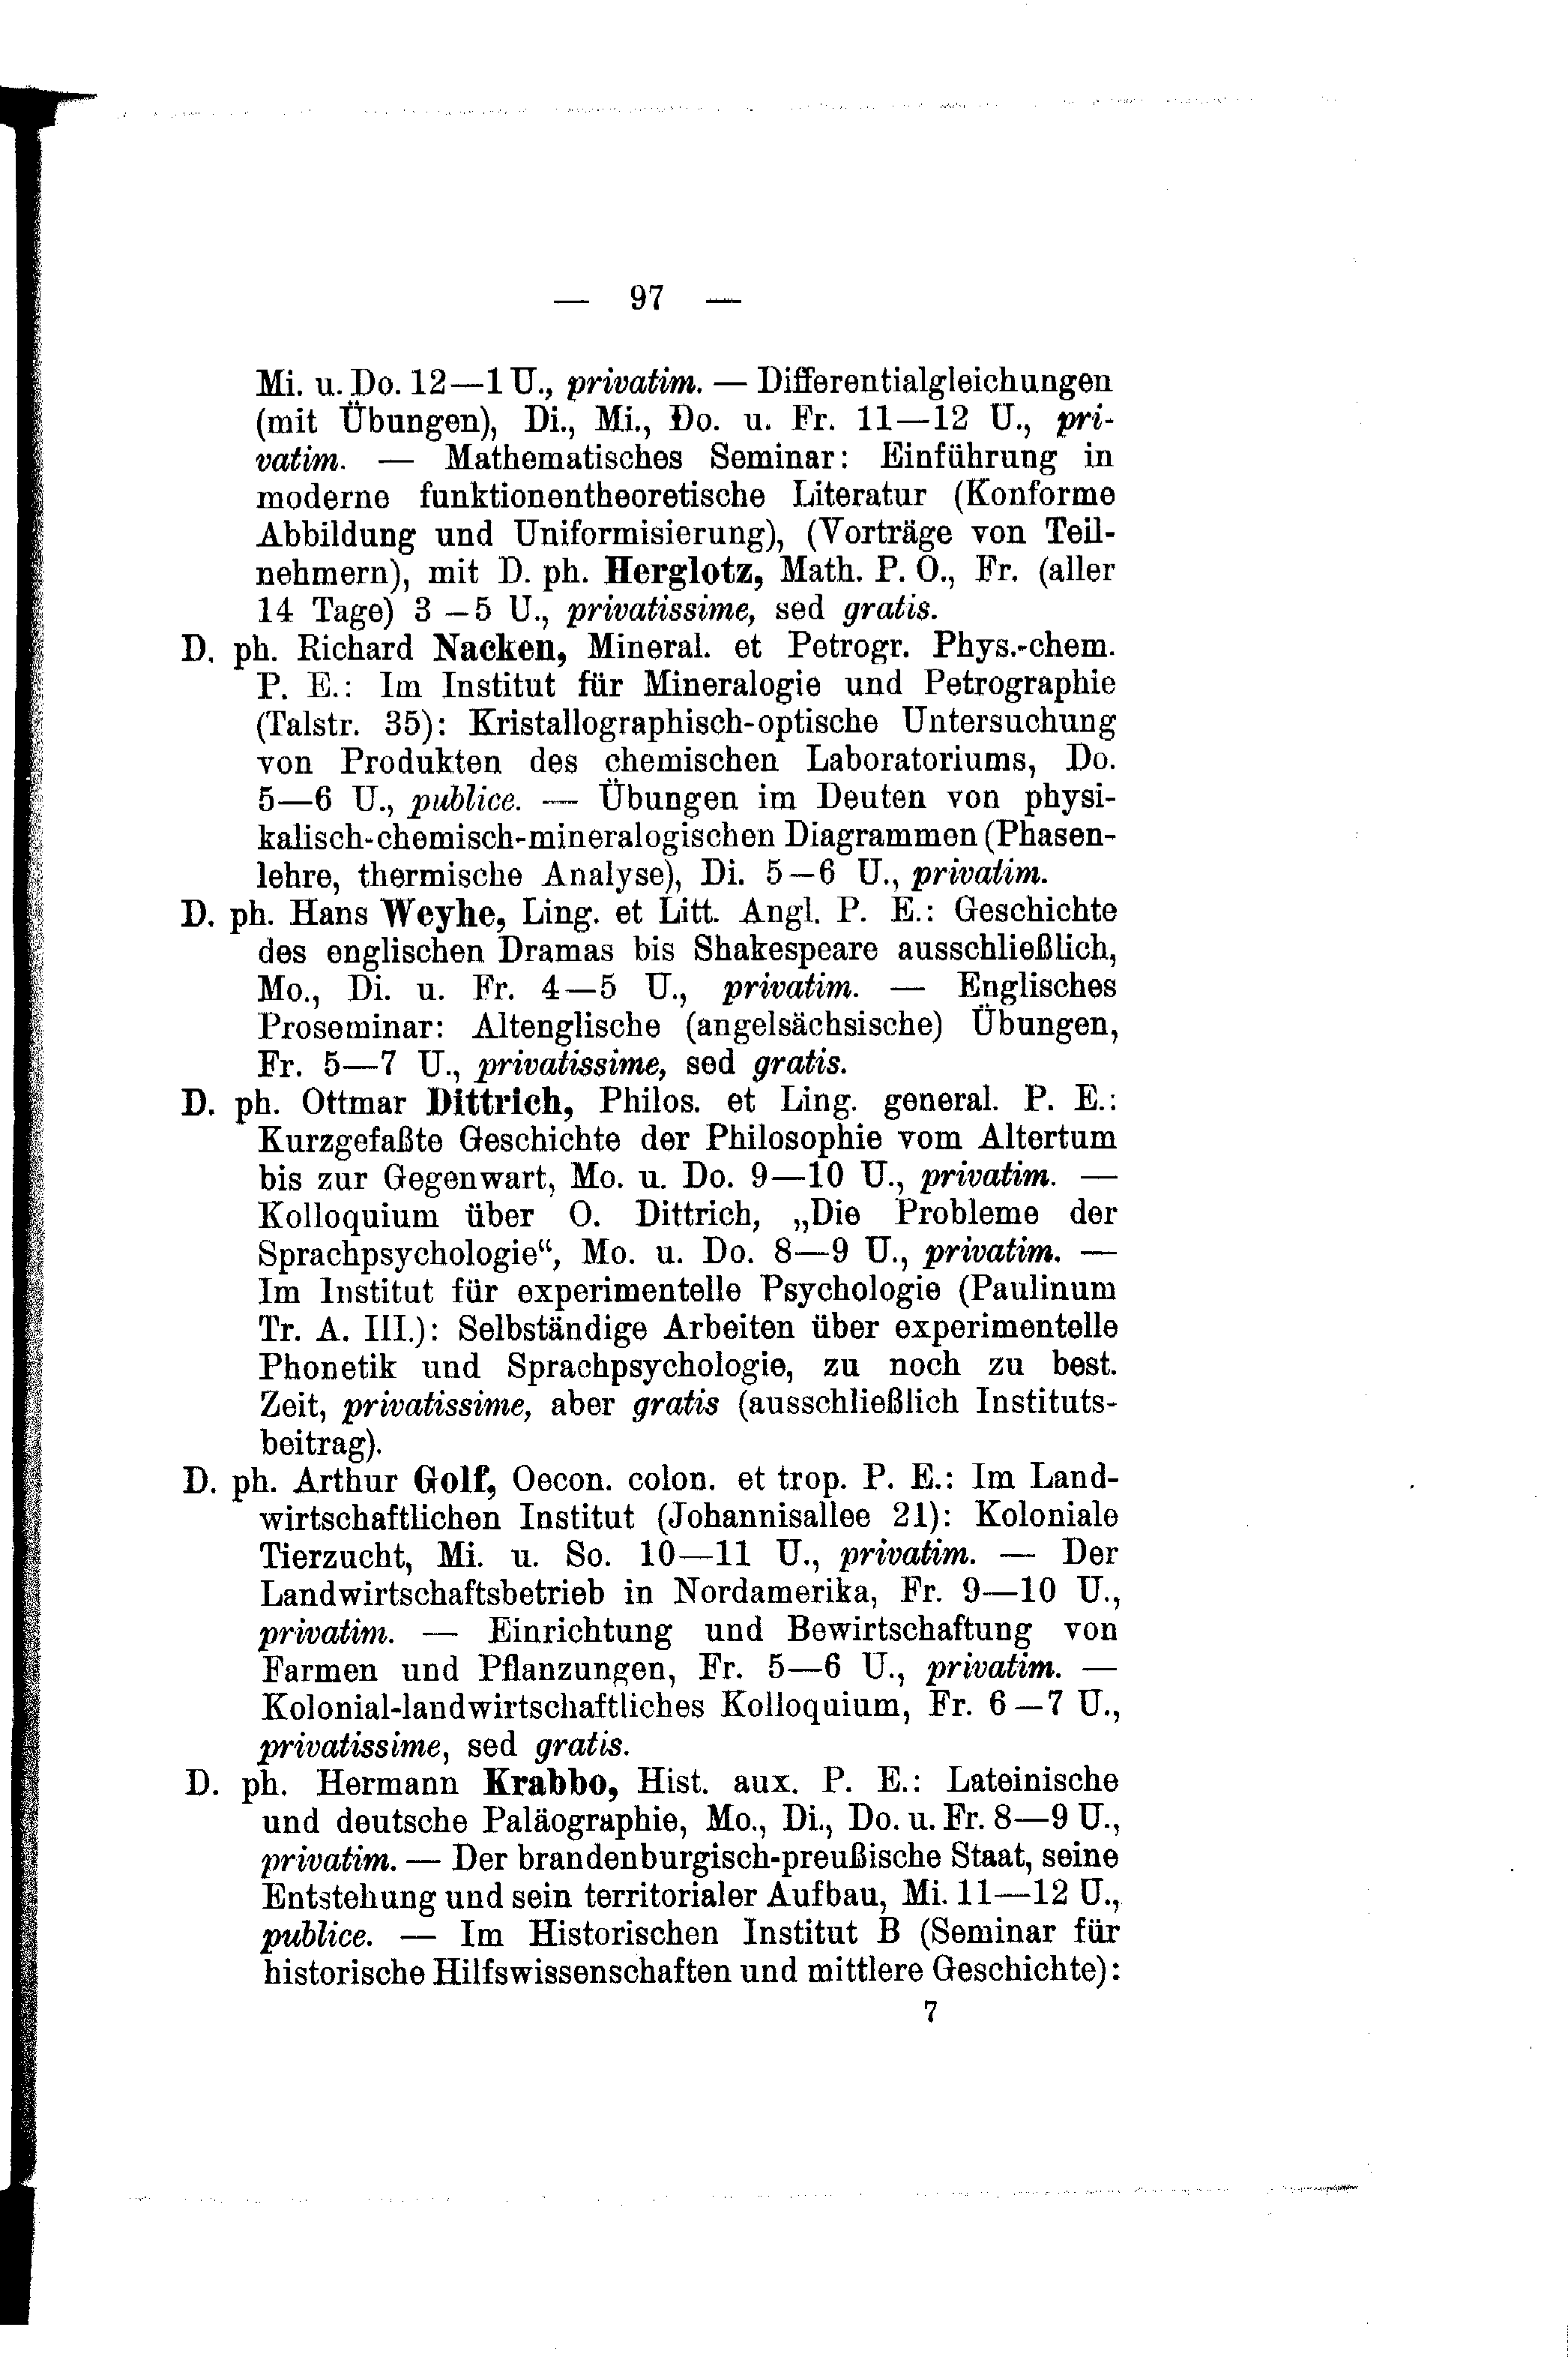 — 97 —
Mi. u. Do. 12—1 U., privatim. — Differentialgleichungen
(mit Übungen), Di., Mi., Do. u. Fr. 11—12 U., pri-
vatim. — Mathematisches Seminar: Einführung in
moderne funktionentheoretische Literatur (Konforme
Abbildung und Uniformisierung), (Vorträge von Teil-
nehmern), mit D. ph. Herglotz, Math. P. O., Fr. (aller
14 Tage) 3—5 U., privatissime, sed gratis.
D. ph. Richard Nacken, Mineral. et Petrogr. Phys.-chem.
P. E.: Im Institut für Mineralogie und Petrographie
(Talstr. 35): Kristallographisch-optische Untersuchung
von Produkten des chemischen Laboratoriums, Do.
5—6 U., publice. — Übungen im Deuten von physi-
kalisch-chemisch-mineralogischen Diagrammen (Phasen-
lehre, thermische Analyse), Di. 5—6 U., privatim.
D. ph. Hans Weyhe, Ling. et Litt. Angl. P. E.: Geschichte
des englischen Dramas bis Shakespeare ausschließlich,
Mo., Di. u. Fr. 4—5 U., privatim. — Englisches
Proseminar: Altenglische (angelsächsische) Übungen,
Fr. 5—7 U., privatissime, sed gratis.
D. ph. Ottmar Dittrich, Philos. et Ling. general. P. E.:
Kurzgefaßte Geschichte der Philosophie vom Altertum
bis zur Gegenwart, Mo. u. Do. 9—10 U., privatim. —
Kolloquium über O. Dittrich, „Die Probleme der
Sprachpsychologie“, Mo. u. Do. 8—9 U., privatim. —
Im Institut für experimentelle Psychologie (Paulinum
Tr. A. III.): Selbständige Arbeiten über experimentelle
Phonetik und Sprachpsychologie, zu noch zu best.
Zeit, privatissime, aber gratis (ausschließlich Instituts-
beitrag).
D. ph. Arthur Golf, Oecon. colon. et trop. P. E.: Im Land-
wirtschaftlichen Institut (Johannisallee 21): Koloniale
Tierzucht, Mi. u. So. 10—11 U., privatim. — Der
Landwirtschaftsbetrieb in Nordamerika, Fr. 9—10 U.,
privatim. — Einrichtung und Bewirtschaftung von
Farmen und Pflanzungen, Fr. 5—6 U., privatim. —
Kolonial-landwirtschaftliches Kolloquium, Fr. 6—7 U.,
privatissime, sed gratis.
D. ph. Hermann Krabbo, Hist. aux. P. E.: Lateinische
und deutsche Paläographie, Mo., Di., Do. u. Fr. 8—9 U.,
privatim. — Der brandenburgisch-preußische Staat, seine
Entstehung und sein territorialer Aufbau, Mi. 11—12 U.,
publice. — Im Historischen Institut B (Seminar für
historische Hilfswissenschaften und mittlere Geschichte):
7